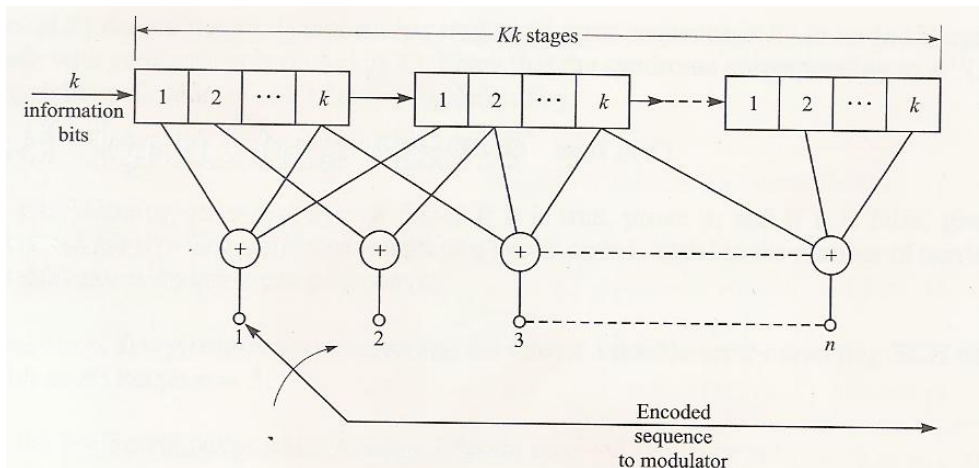 Kk stages
k
information
bits
1 2 ... k 1 2 ... k 1 2 ... k
+ + + +
1 2 3 n
Encoded
sequence
to modulator